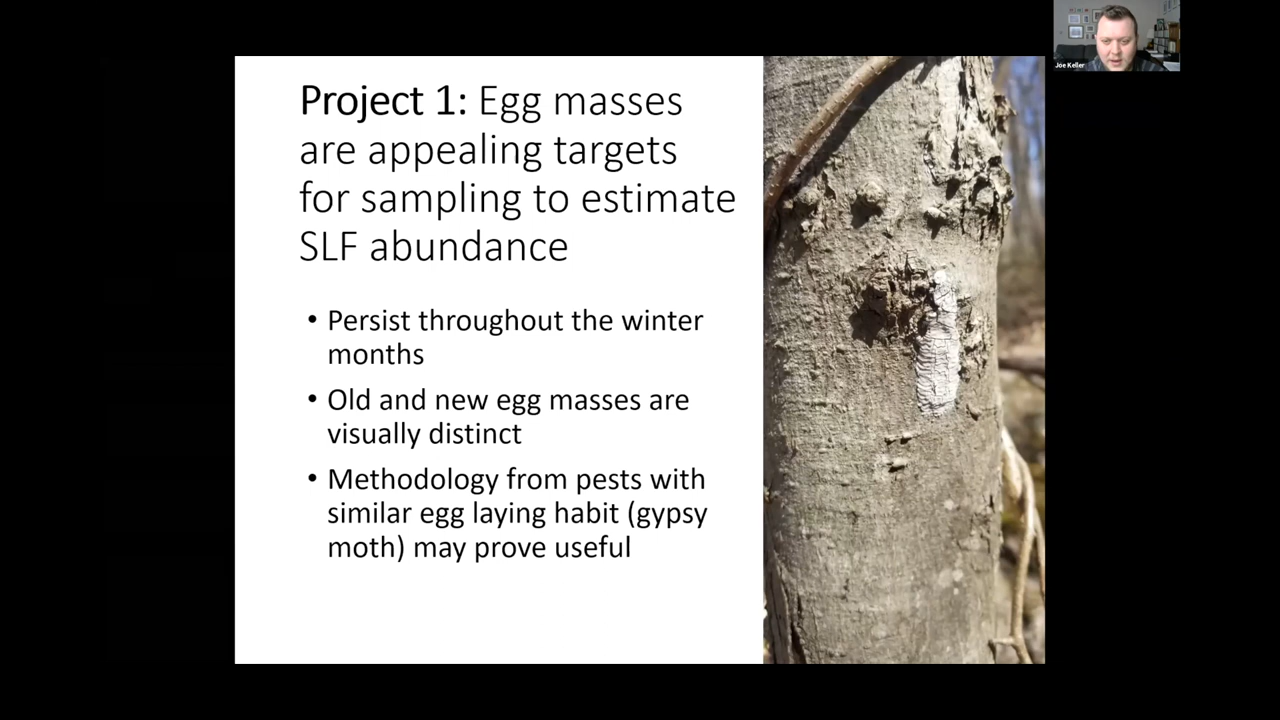 Joe Keller
Project 1: Egg masses
are appealing targets
for sampling to estimate
SLF abundance
• Persist throughout the winter
months
• Old and new egg masses are
visually distinct
• Methodology from pests with
similar egg laying habit (gypsy
moth) may prove useful